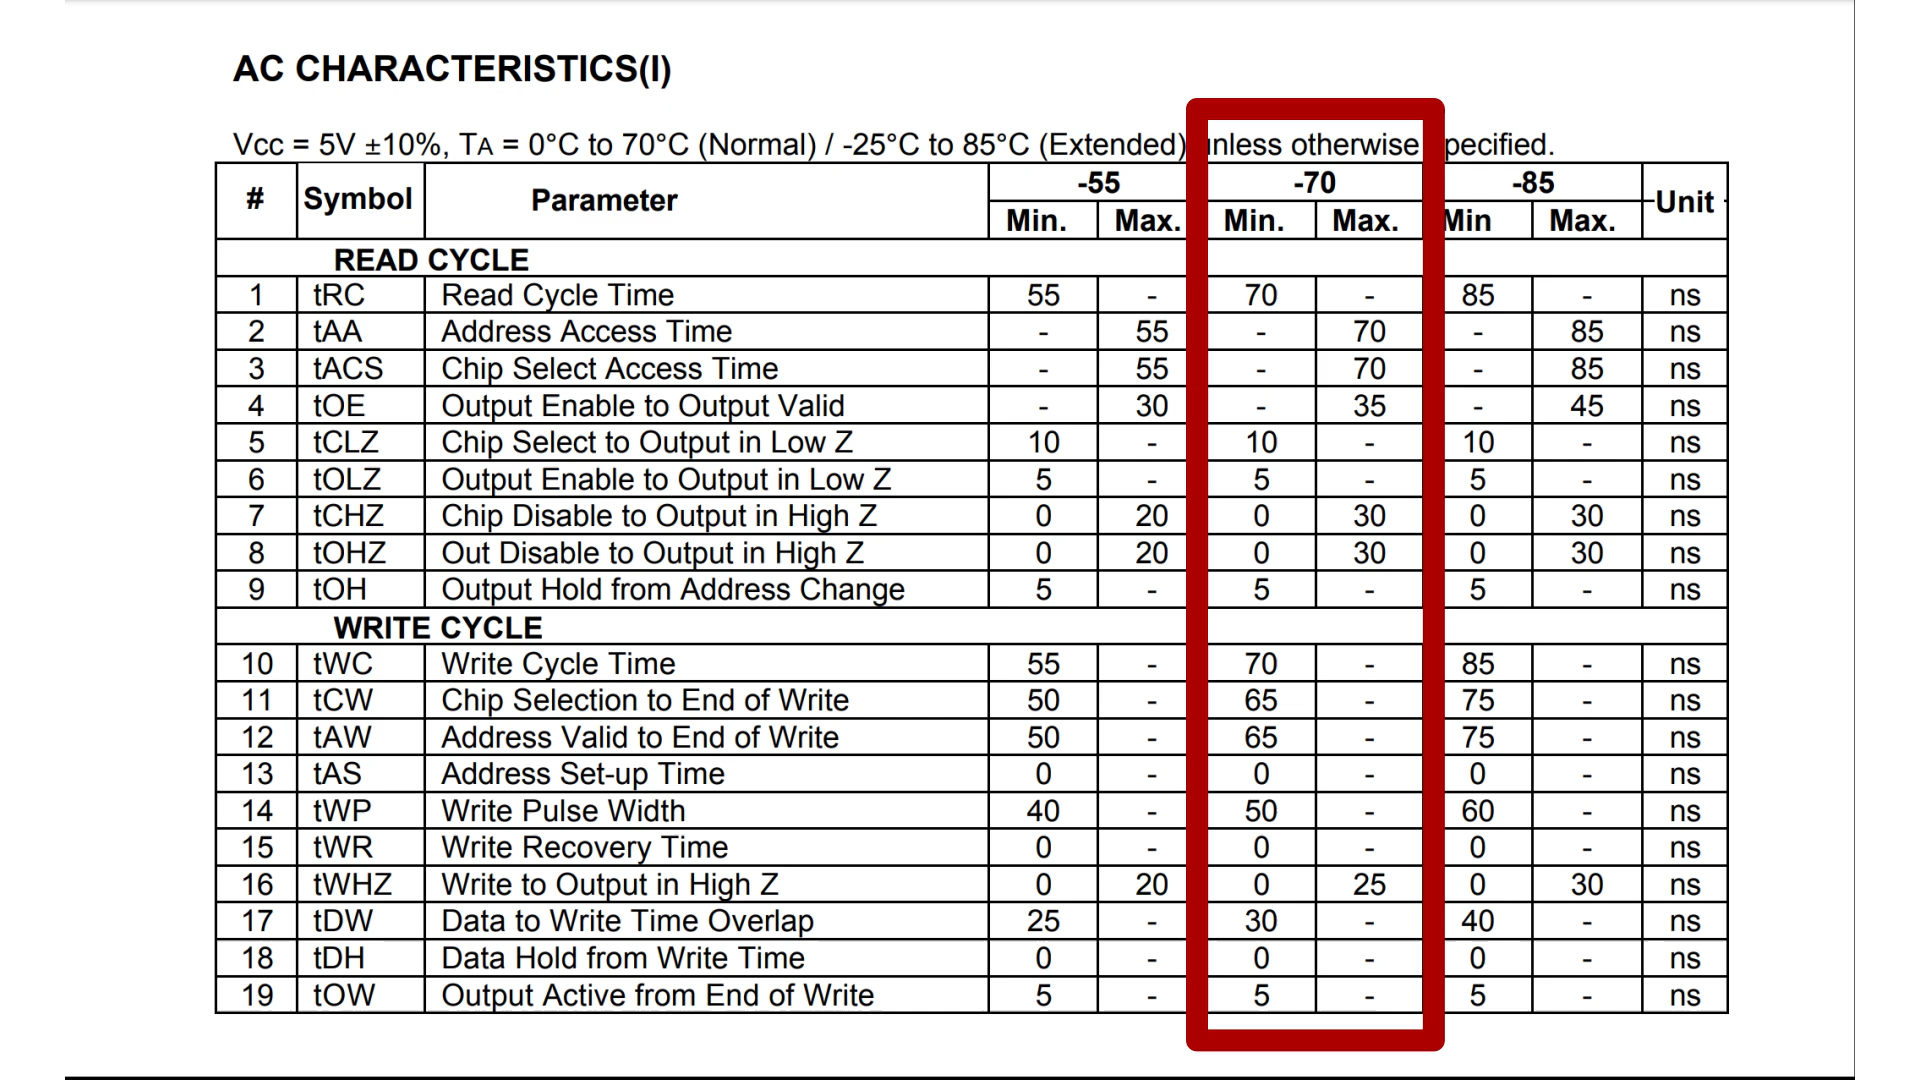 AC CHARACTERISTICS(I)
Vcc = 5V ±10%, TA = 0°C to 70°C (Normal) / -25°C to 85°C (Extended) unless otherwise specified.
# Symbol Parameter -55 -70 -85 Unit
Min. Max. Min. Max. Min Max.
READ CYCLE
1 tRC Read Cycle Time 55 - 70 - 85 - ns
2 tAA Address Access Time - 55 - 70 - 85 ns
3 tACS Chip Select Access Time - 55 - 70 - 85 ns
4 tOE Output Enable to Output Valid - 30 - 35 - 45 ns
5 tCLZ Chip Select to Output in Low Z 10 - 10 - 10 - ns
6 tOLZ Output Enable to Output in Low Z 5 - 5 - 5 - ns
7 tCHZ Chip Disable to Output in High Z 0 20 0 30 0 30 ns
8 tOHZ Out Disable to Output in High Z 0 20 0 30 0 30 ns
9 tOH Output Hold from Address Change 5 - 5 - 5 - ns
WRITE CYCLE
10 tWC Write Cycle Time 55 - 70 - 85 - ns
11 tCW Chip Selection to End of Write 50 - 65 - 75 - ns
12 tAW Address Valid to End of Write 50 - 65 - 75 - ns
13 tAS Address Set-up Time 0 - 0 - 0 - ns
14 tWP Write Pulse Width 40 - 50 - 60 - ns
15 tWR Write Recovery Time 0 - 0 - 0 - ns
16 tWHZ Write to Output in High Z 0 20 0 25 0 30 ns
17 tDW Data to Write Time Overlap 25 - 30 - 40 - ns
18 tDH Data Hold from Write Time 0 - 0 - 0 - ns
19 tOW Output Active from End of Write 5 - 5 - 5 - ns